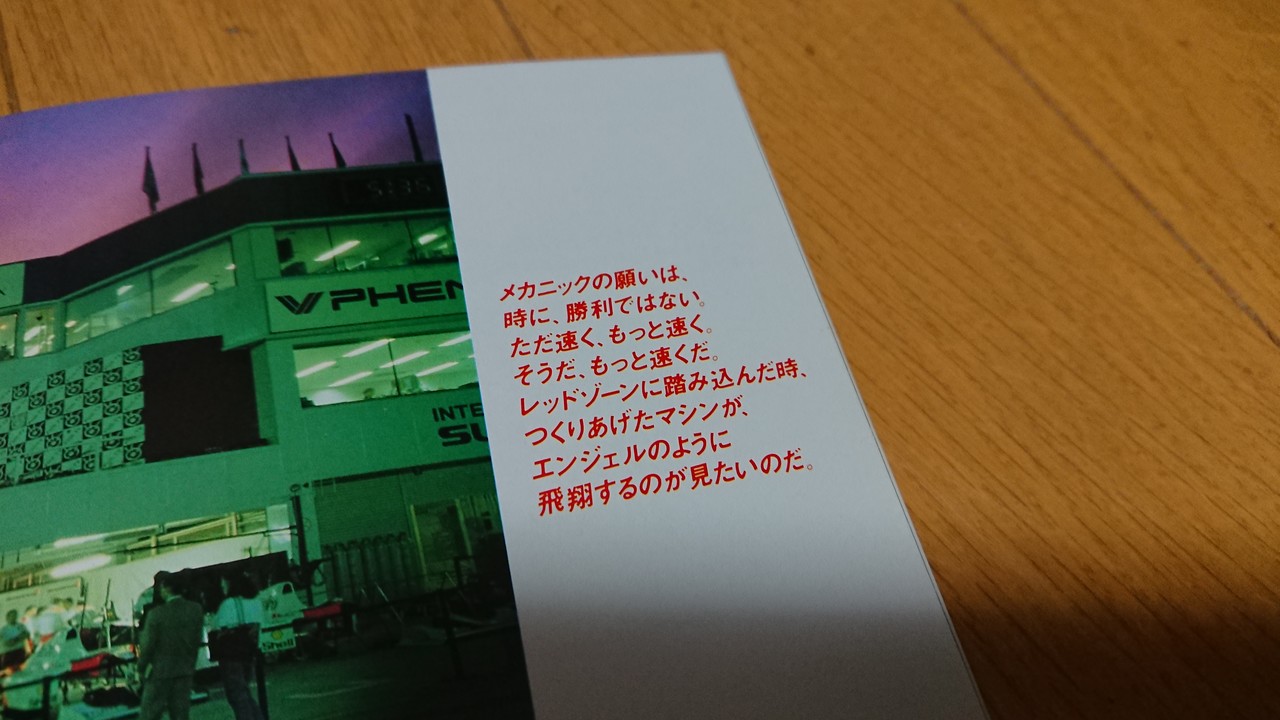 PHEN
INTE
SU
Shell
メカニックの願いは、
時に、勝利ではない。
ただ速く、もっと速く。
そうだ、もっと速くだ。
レッドゾーンに踏み込んだ時、
つくりあげたマシンが、
エンジェルのように
飛翔するのが見たいのだ。